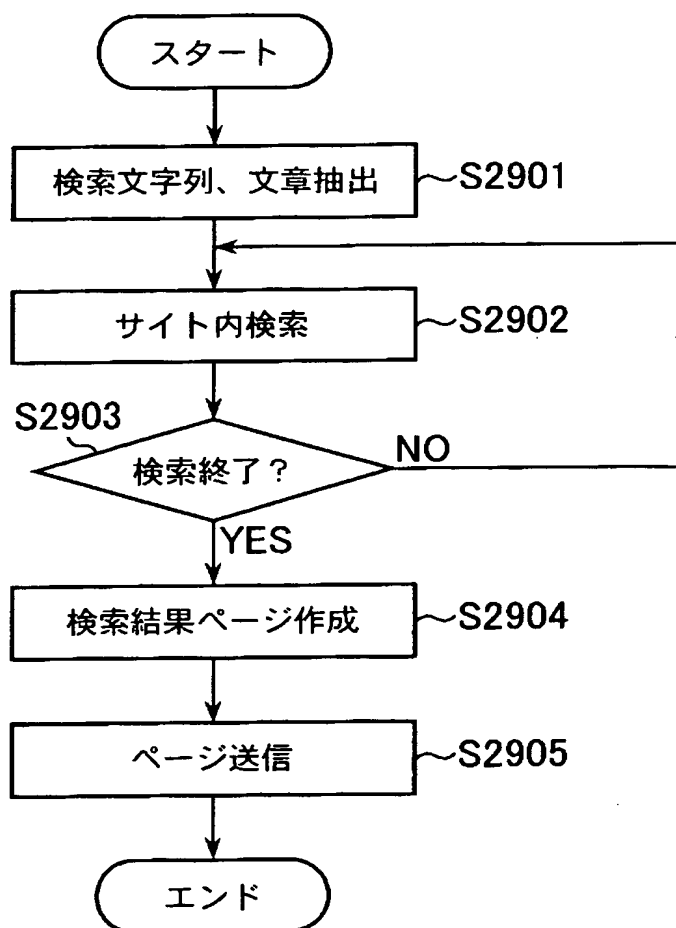 スタート
検索文字列、文章抽出
S2901
サイト内検索
S2902
S2903
検索終了?
NO
YES
検索結果ページ作成
S2904
ページ送信
S2905
エンド